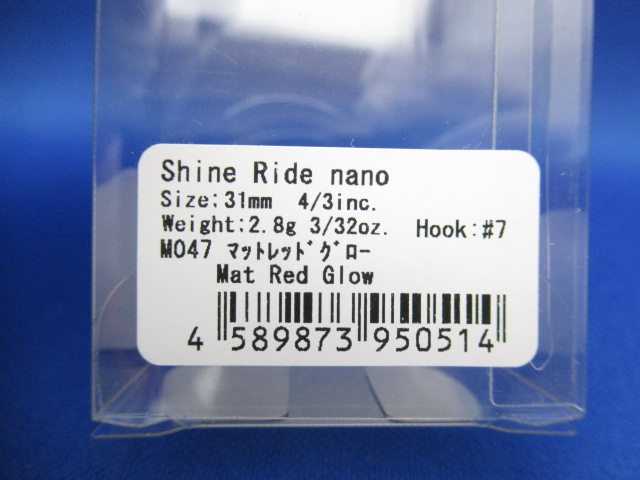 Shine Ride nano
Size:31mm 4/3inc.
Weight:2.8g 3/32oz. Hook:#7
M047 マットレッドグロー
Mat Red Glow
4 589873 950514